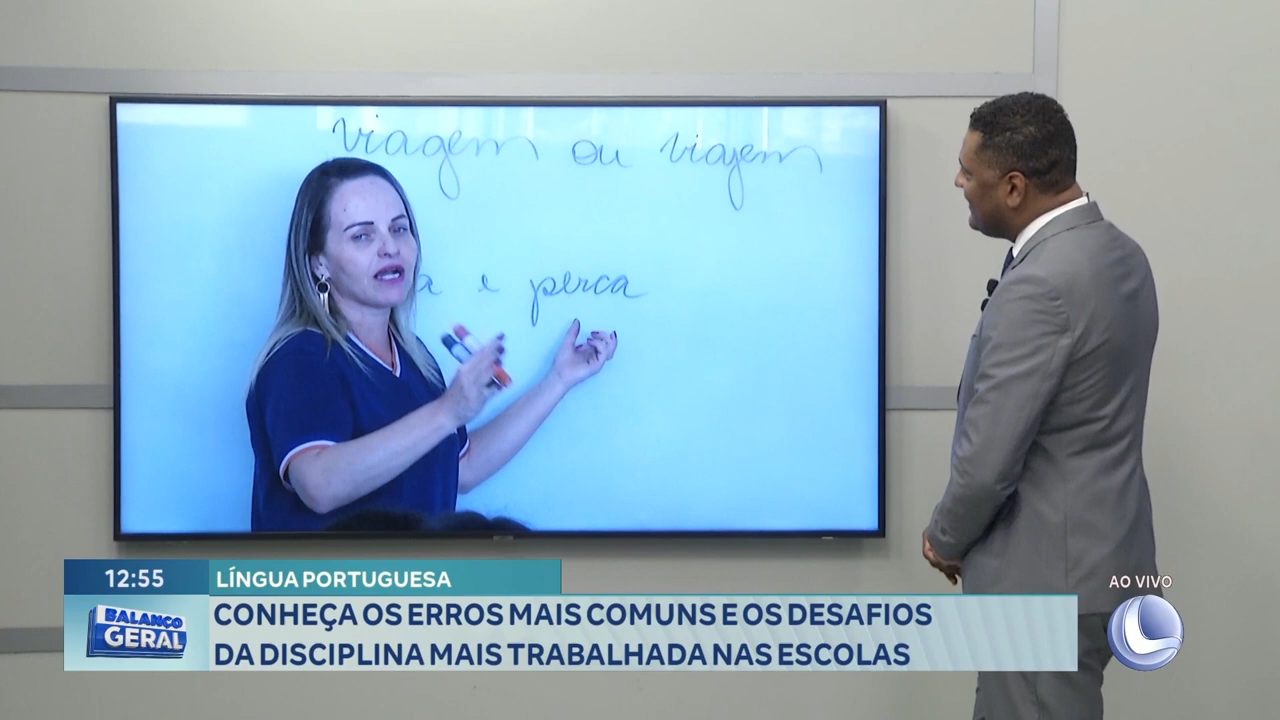 viagem ou viajem
a e perca
12:55
LÍNGUA PORTUGUESA
BALANÇO GERAL
CONHEÇA OS ERROS MAIS COMUNS E OS DESAFIOS
DA DISCIPLINA MAIS TRABALHADA NAS ESCOLAS
AO VIVO